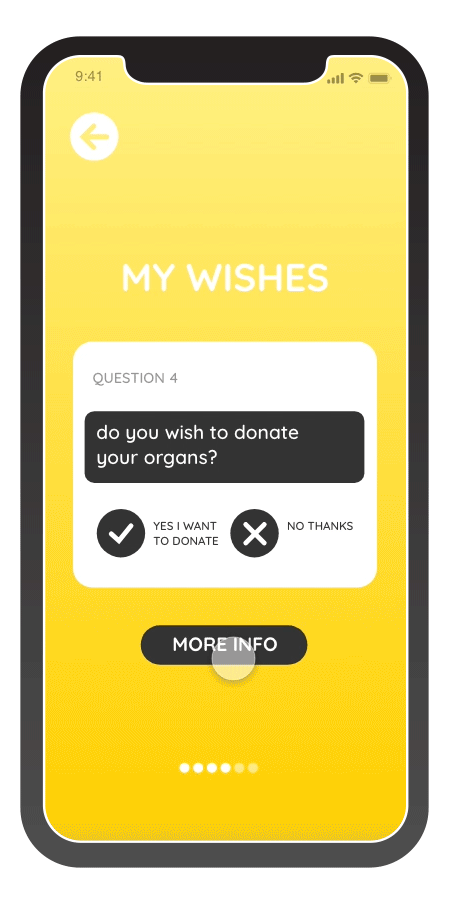 9:41
MY WISHES
QUESTION 4
do you wish to donate
your organs?
YES I WANT
TO DONATE
NO THANKS
MORE INFO